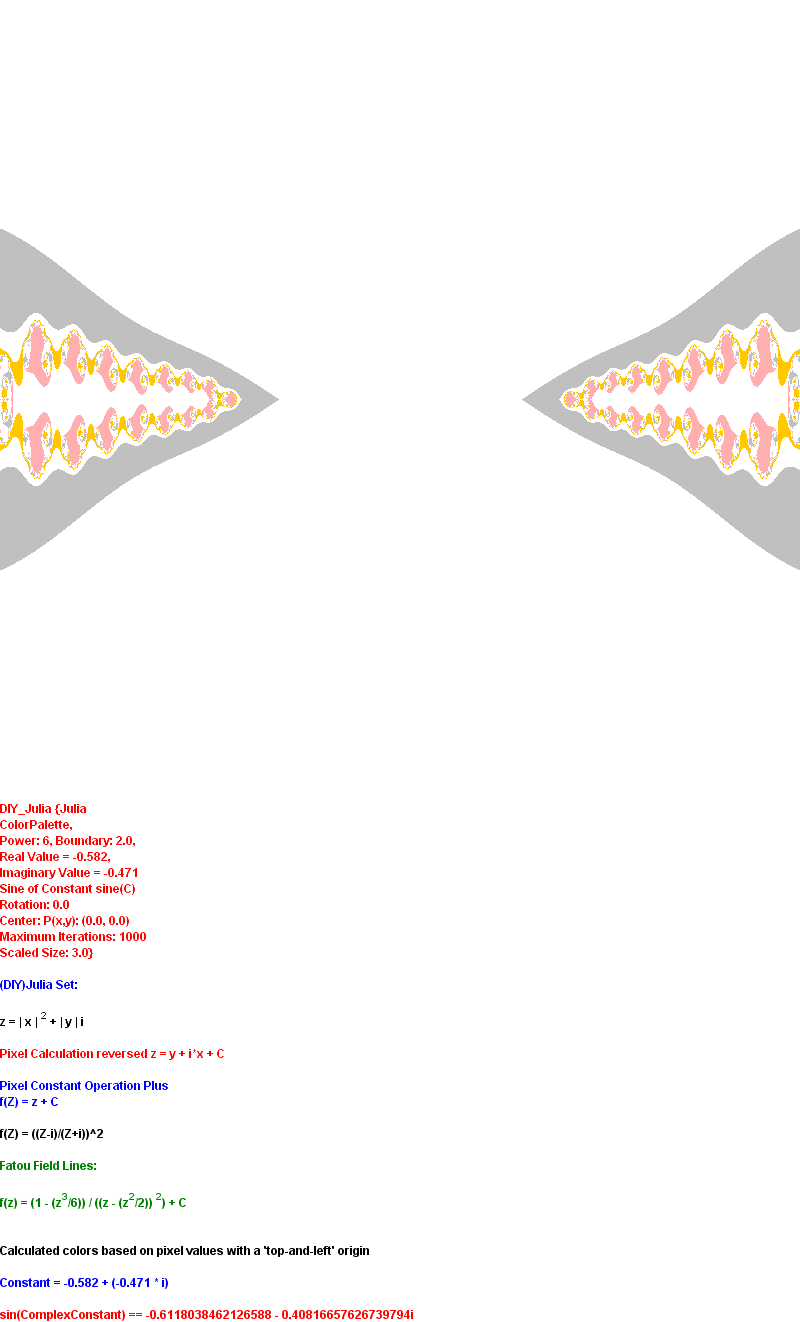 DIY_Julia {Julia
ColorPalette,
Power: 6, Boundary: 2.0,
Real Value = -0.582,
Imaginary Value = -0.471
Sine of Constant sine(C)
Rotation: 0.0
Center: P(x,y): (0.0, 0.0)
Maximum Iterations: 1000
Scaled Size: 3.0}
(DIY)Julia Set:
z = | x | 2 + | y | i
Pixel Calculation reversed z = y + i*x + C
Pixel Constant Operation Plus
f(Z) = z + C
f(Z) = ((Z-i)/(Z+i))^2
Fatou Field Lines:
f(z) = (1 - (z3/6)) / ((z - (z2/2)) 2) + C
Calculated colors based on pixel values with a 'top-and-left' origin
Constant = -0.582 + (-0.471 * i)
sin(ComplexConstant) == -0.6118038462126588 - 0.40816657626739794i